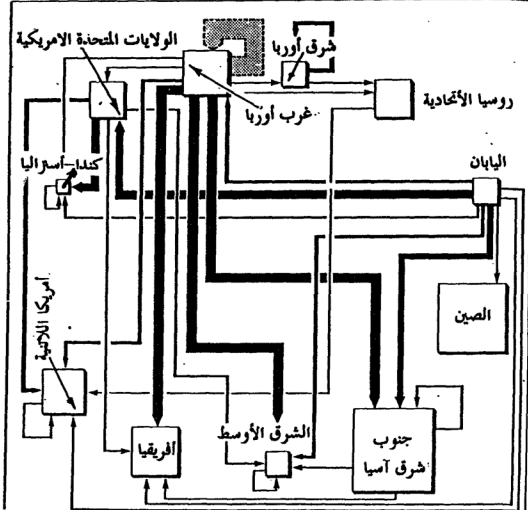 الولايات المتحدة الامريكية
شرق أوربا
غرب أوربا
روسيا الأتحادية
كندا-أستراليا
اليابان
الصين
أمريكا اللاتنية
أفريقيا
الشرق الأوسط
جنوب
شرق آسيا